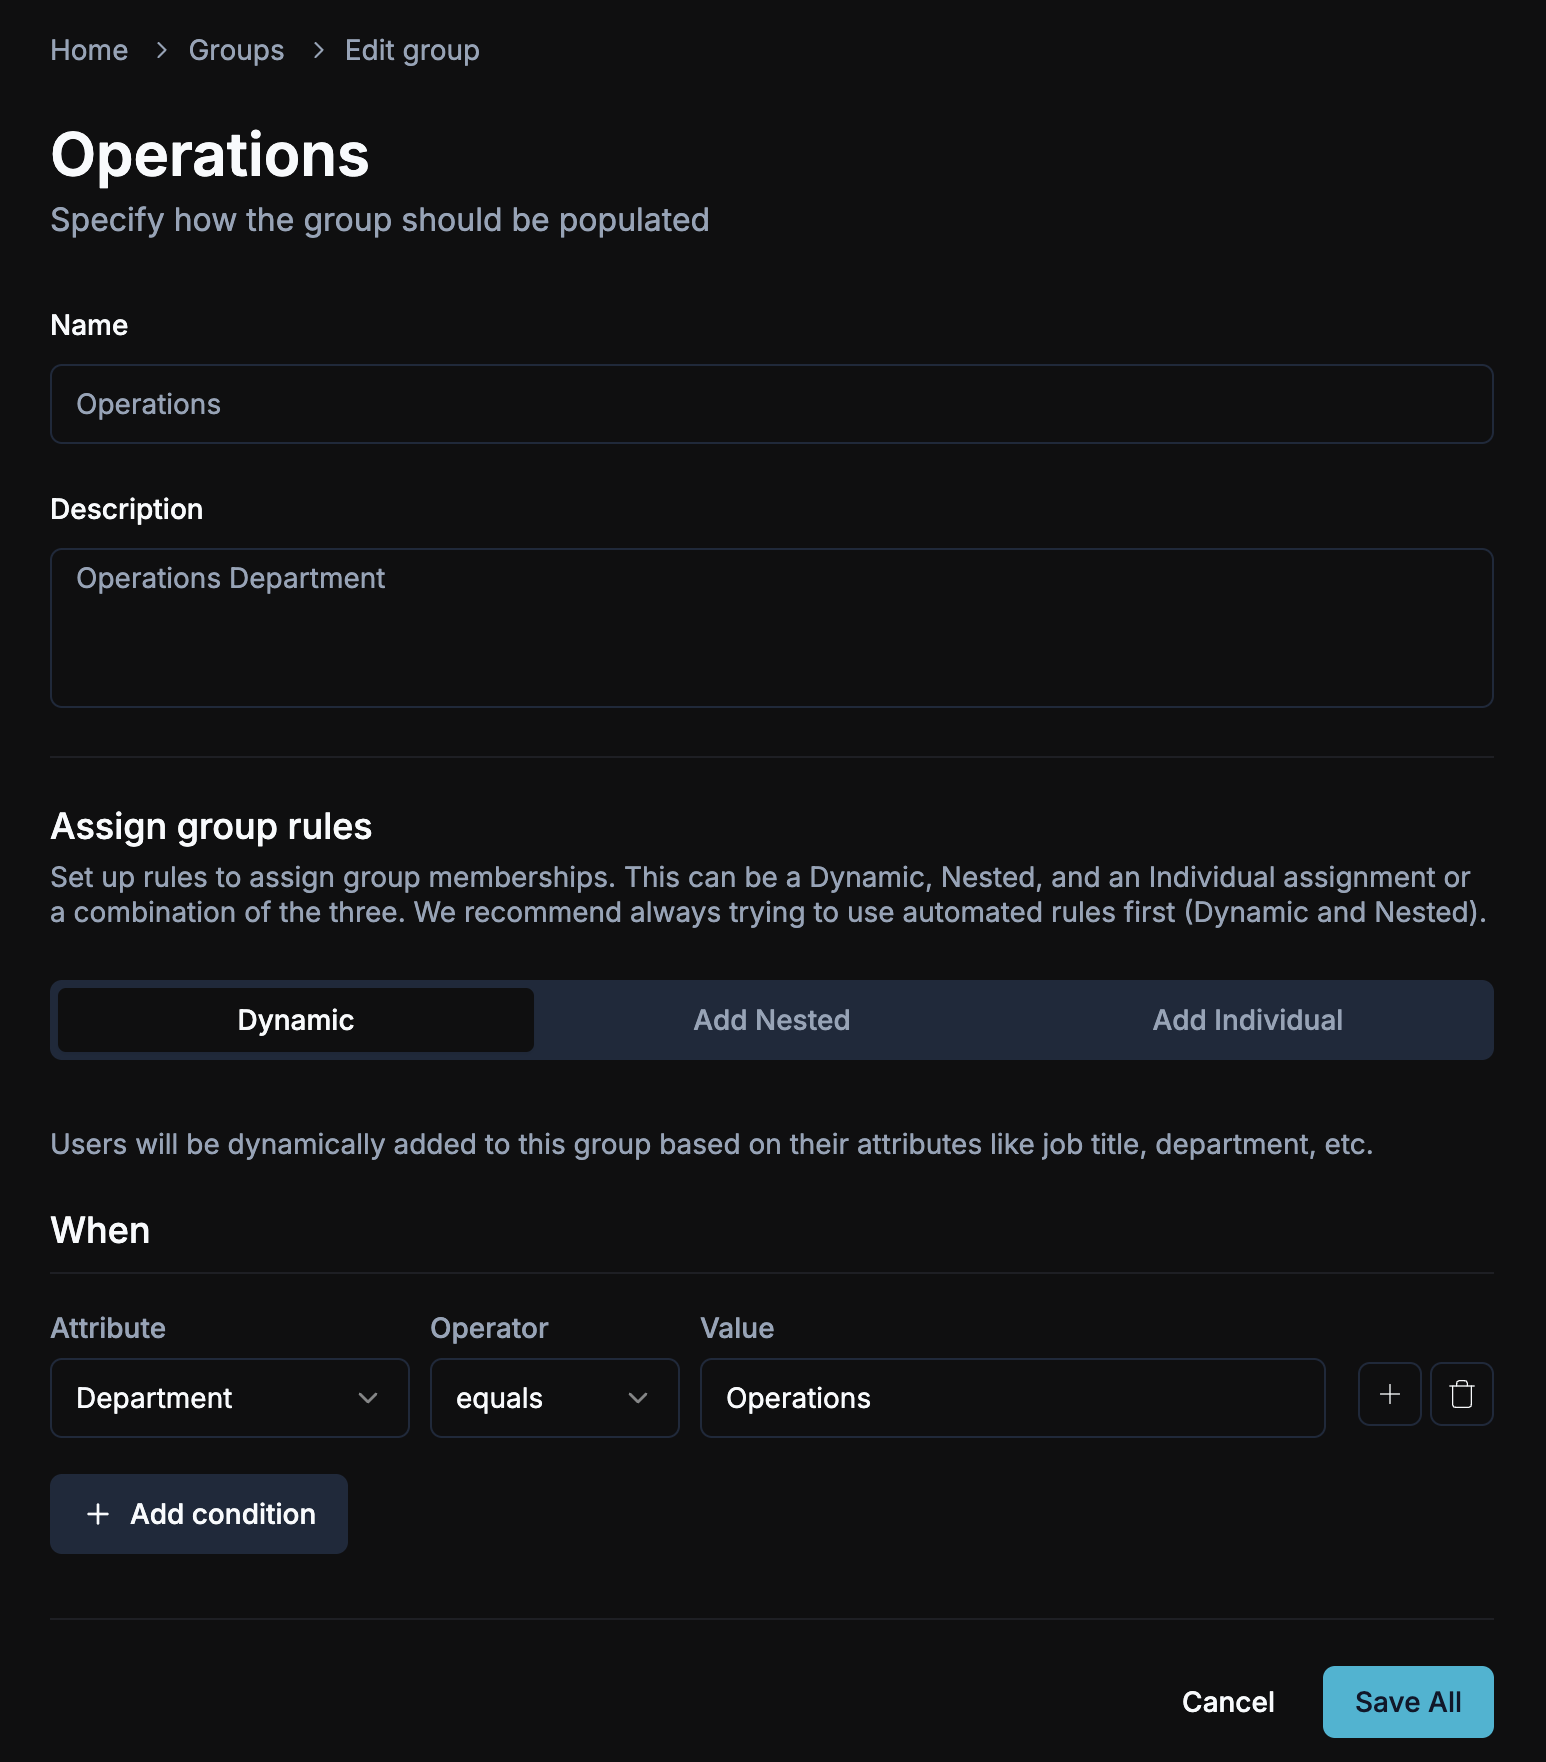 Home > Groups > Edit group
Operations
Specify how the group should be populated
Name
Operations
Description
Operations Department
Assign group rules
Set up rules to assign group memberships. This can be a Dynamic, Nested, and an Individual assignment or
a combination of the three. We recommend always trying to use automated rules first (Dynamic and Nested).
Dynamic Add Nested Add Individual
Users will be dynamically added to this group based on their attributes like job title, department, etc.
When
Attribute Operator Value
Department equals Operations
+ Add condition
Cancel Save All